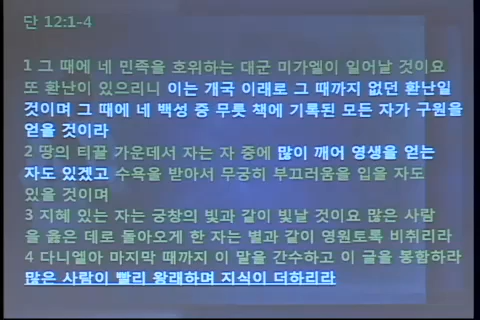 단 12:1-4
1 그 때에 네 민족을 호위하는 대군 미가엘이 일어날 것이요
또 환난이 있으리니 이는 개국 이래로 그 때까지 없던 환난일
것이며 그 때에 네 백성 중 무릇 책에 기록된 모든 자가 구원을
얻을 것이라
2 땅의 티끌 가운데서 자는 자 중에 많이 깨어 영생을 얻는
자도 있겠고 수욕을 받아서 무궁히 부끄러움을 입을 자도
있을 것이며
3 지혜 있는 자는 궁창의 빛과 같이 빛날 것이요 많은 사람
을 옳은 데로 돌아오게 한 자는 별과 같이 영원토록 비취리라
4 다니엘아 마지막 때까지 이 말을 간수하고 이 글을 봉함하라
많은 사람이 빨리 왕래하며 지식이 더하리라